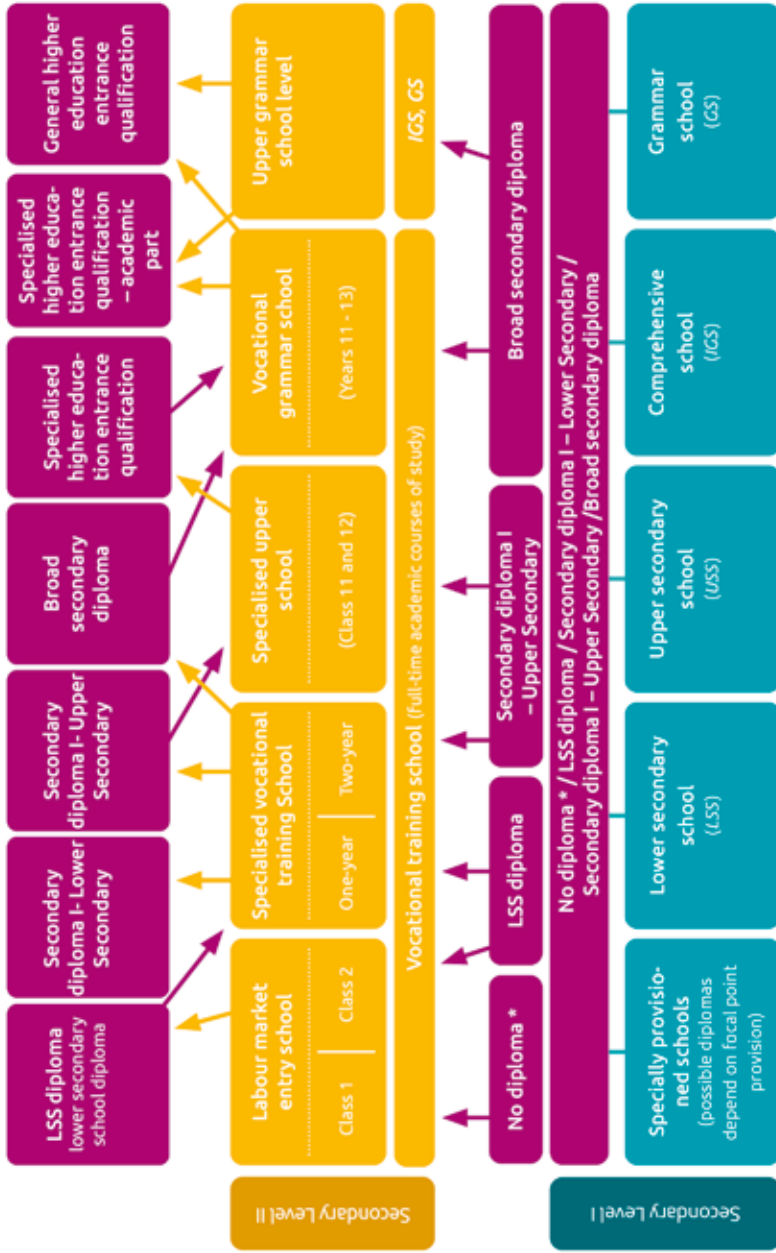 LSS diploma
lower secondary
school diploma
Secondary
diploma I- Lower
Secondary
Secondary
diploma I- Upper
Secondary
Broad
secondary
diploma
Specialised
higher educa-
tion entrance
qualification
Specialised
higher educa-
tion entrance
qualification
– academic
part
General higher
education
entrance
qualification
Secondary Level II
Labour market
entry school
Class 1
Class 2
Specialised vocational
training School
One-year
Two-year
Specialised upper
school
(Class 11 and 12)
Vocational
grammar school
(Years 11 - 13)
Upper grammar
school level
Vocational training school (full-time academic courses of study)
IGS, GS
No diploma *
LSS diploma
Secondary diploma I
– Upper Secondary
Broad secondary diploma
Secondary Level I
No diploma * / LSS diploma / Secondary diploma I – Lower Secondary /
Secondary diploma I – Upper Secondary /Broad secondary diploma
Specially provisio-
ned schools
(possible diplomas
depend on focal point
provision)
Lower secondary
school
(LSS)
Upper secondary
school
(USS)
Comprehensive
school
(IGS)
Grammar
school
(GS)